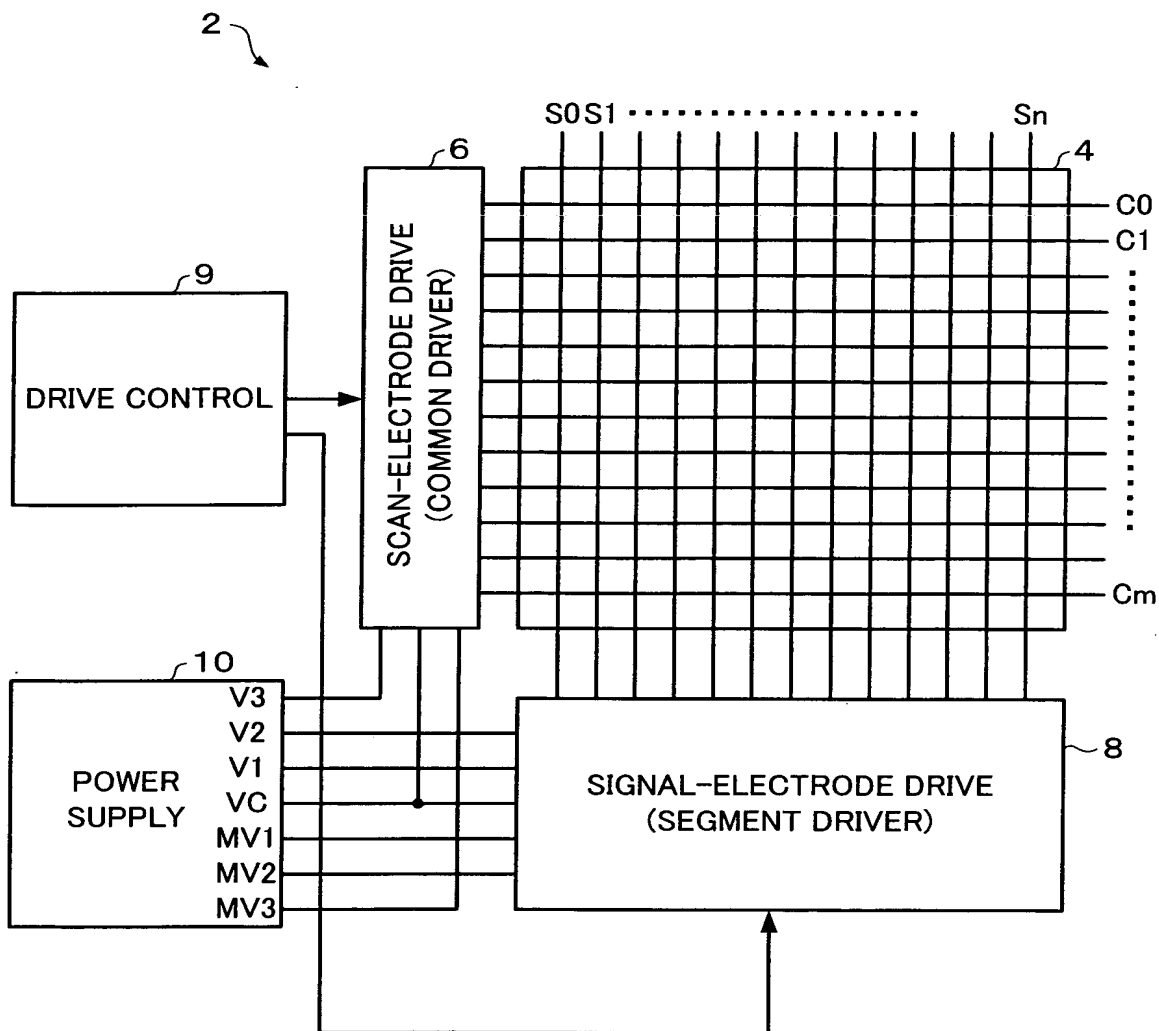 2
S0 S1 Sn
6
4
C0
C1
9
SCAN-ELECTRODE DRIVE
(COMMON DRIVER)
DRIVE CONTROL
Cm
10
V3
V2
V1
VC
MV1
MV2
MV3
POWER
SUPPLY
8
SIGNAL-ELECTRODE DRIVE
(SEGMENT DRIVER)